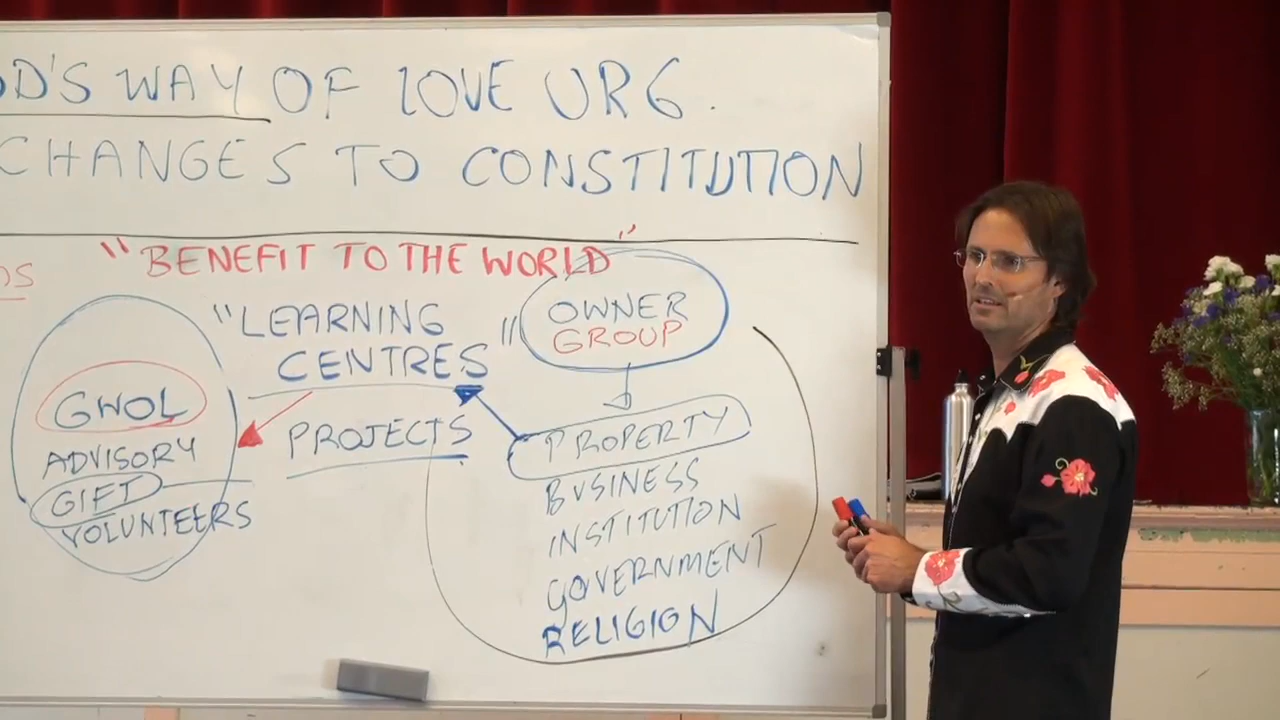 OD'S WAY OF LOVE ORG.
CHANGES TO CONSTITUTION
"BENEFIT TO THE WORLD"
DS
"LEARNING
CENTRES"
OWNER
GROUP
GWOL
ADVISORY
GIFT
VOLUNTEERS
PROJECTS
PROPERTY
BUSINESS
INSTITUTION
GOVERNMENT
RELIGION